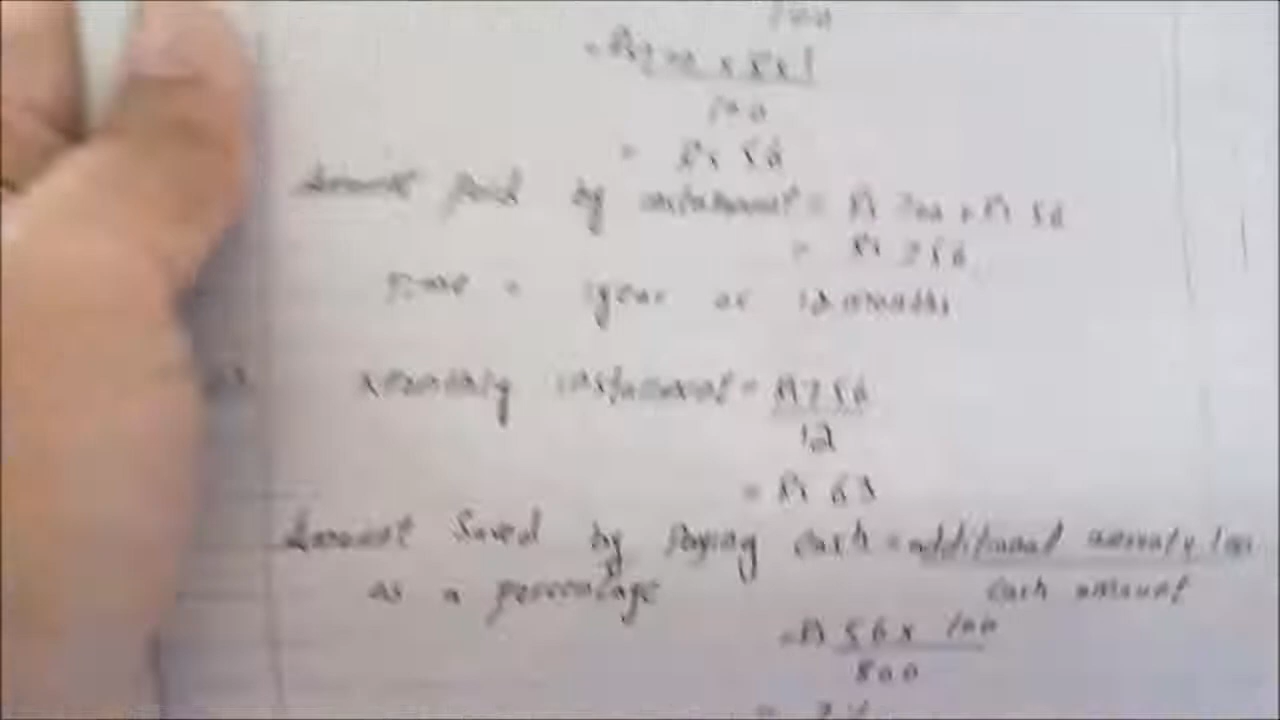 100
= Rs 700 x 8 x 1
100
= Rs 56
Amount paid by instalment = Rs 700 + Rs 56
= Rs 756
Time = 1 year or 12 months
Monthly instalment = Rs 756
12
= Rs 63
Amount Saved by paying cash = additional amount x 100
as a percentage cash amount
= Rs 56 x 100
800
= 7%